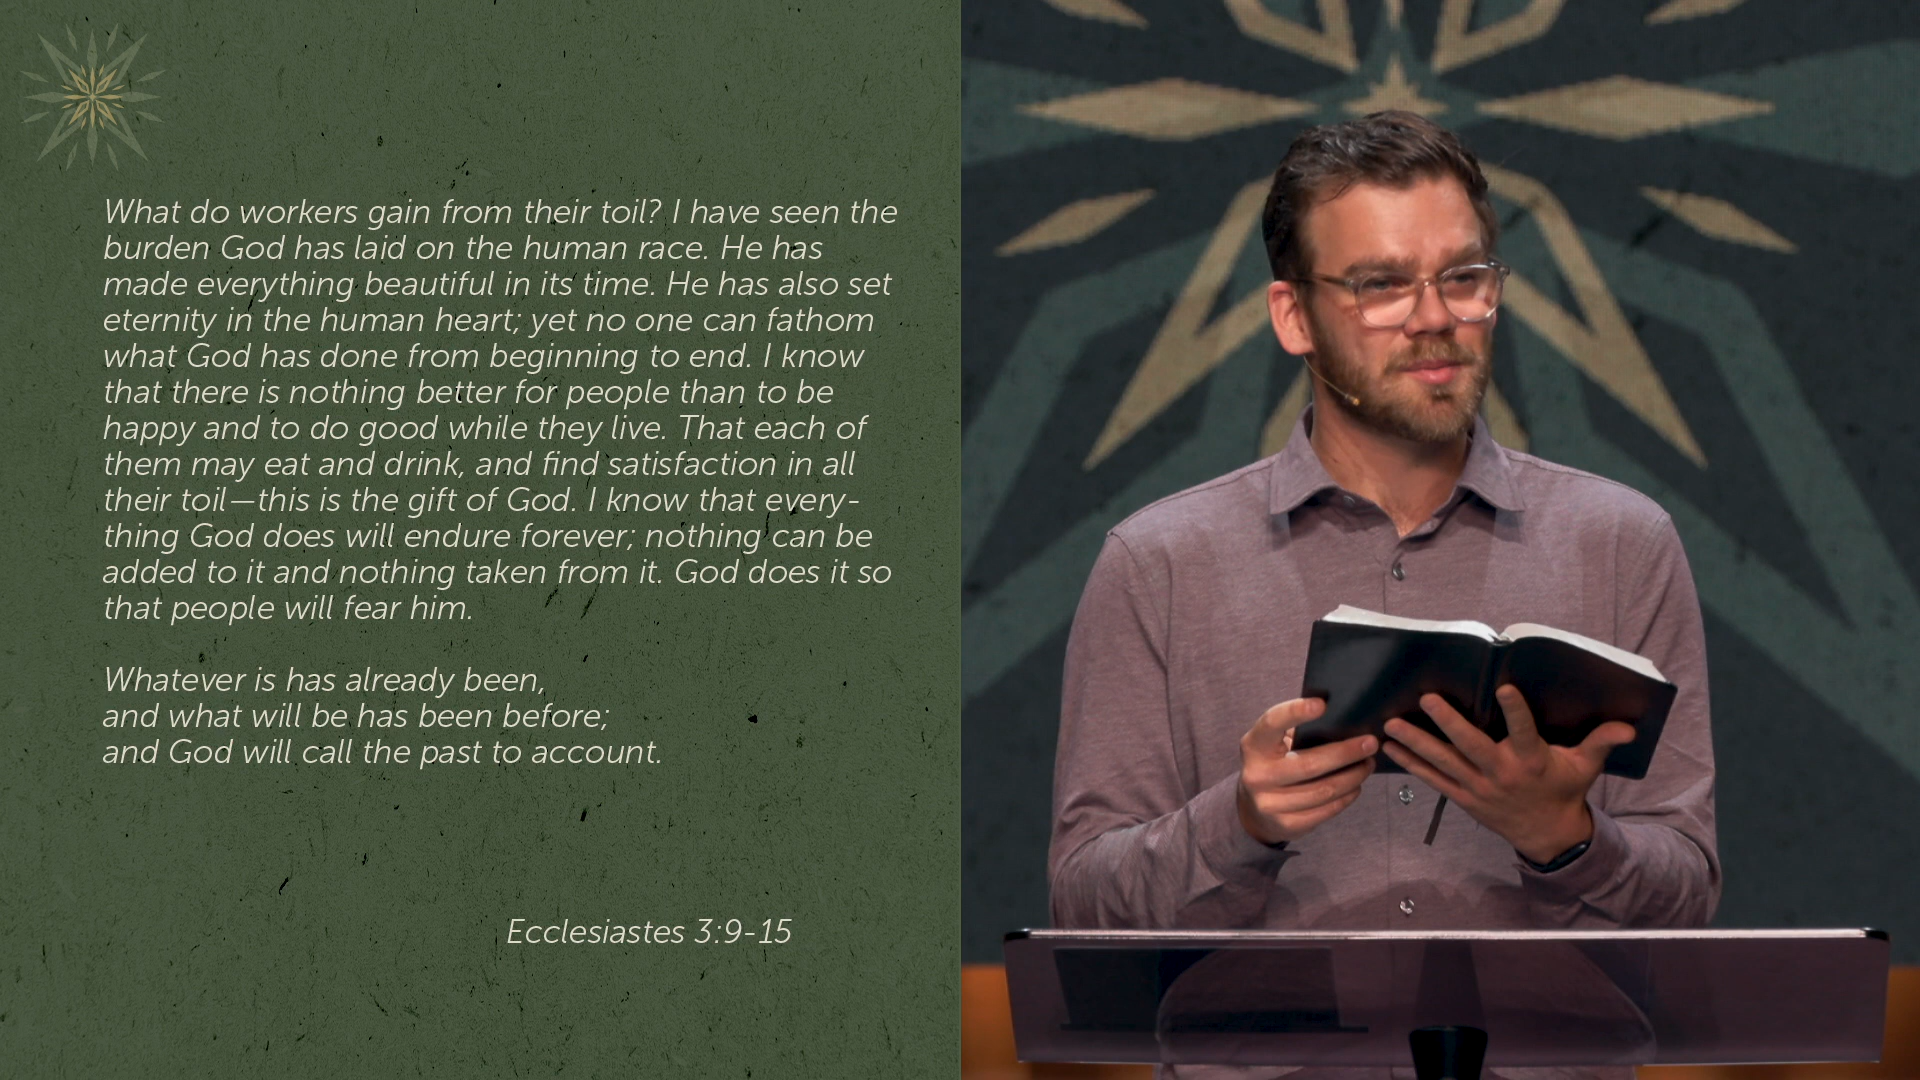 What do workers gain from their toil? I have seen the
burden God has laid on the human race. He has
made everything beautiful in its time. He has also set
eternity in the human heart; yet no one can fathom
what God has done from beginning to end. I know
that there is nothing better for people than to be
happy and to do good while they live. That each of
them may eat and drink, and find satisfaction in all
their toil—this is the gift of God. I know that every-
thing God does will endure forever; nothing can be
added to it and nothing taken from it. God does it so
that people will fear him.
Whatever is has already been,
and what will be has been before;
and God will call the past to account.
Ecclesiastes 3:9-15